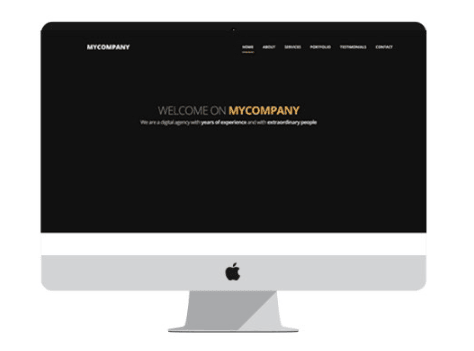 MYCOMPANY
HOME ABOUT SERVICES PORTFOLIO TESTIMONIALS CONTACT
WELCOME ON MYCOMPANY
We are a digital agency with years of experience and with extraordinary people